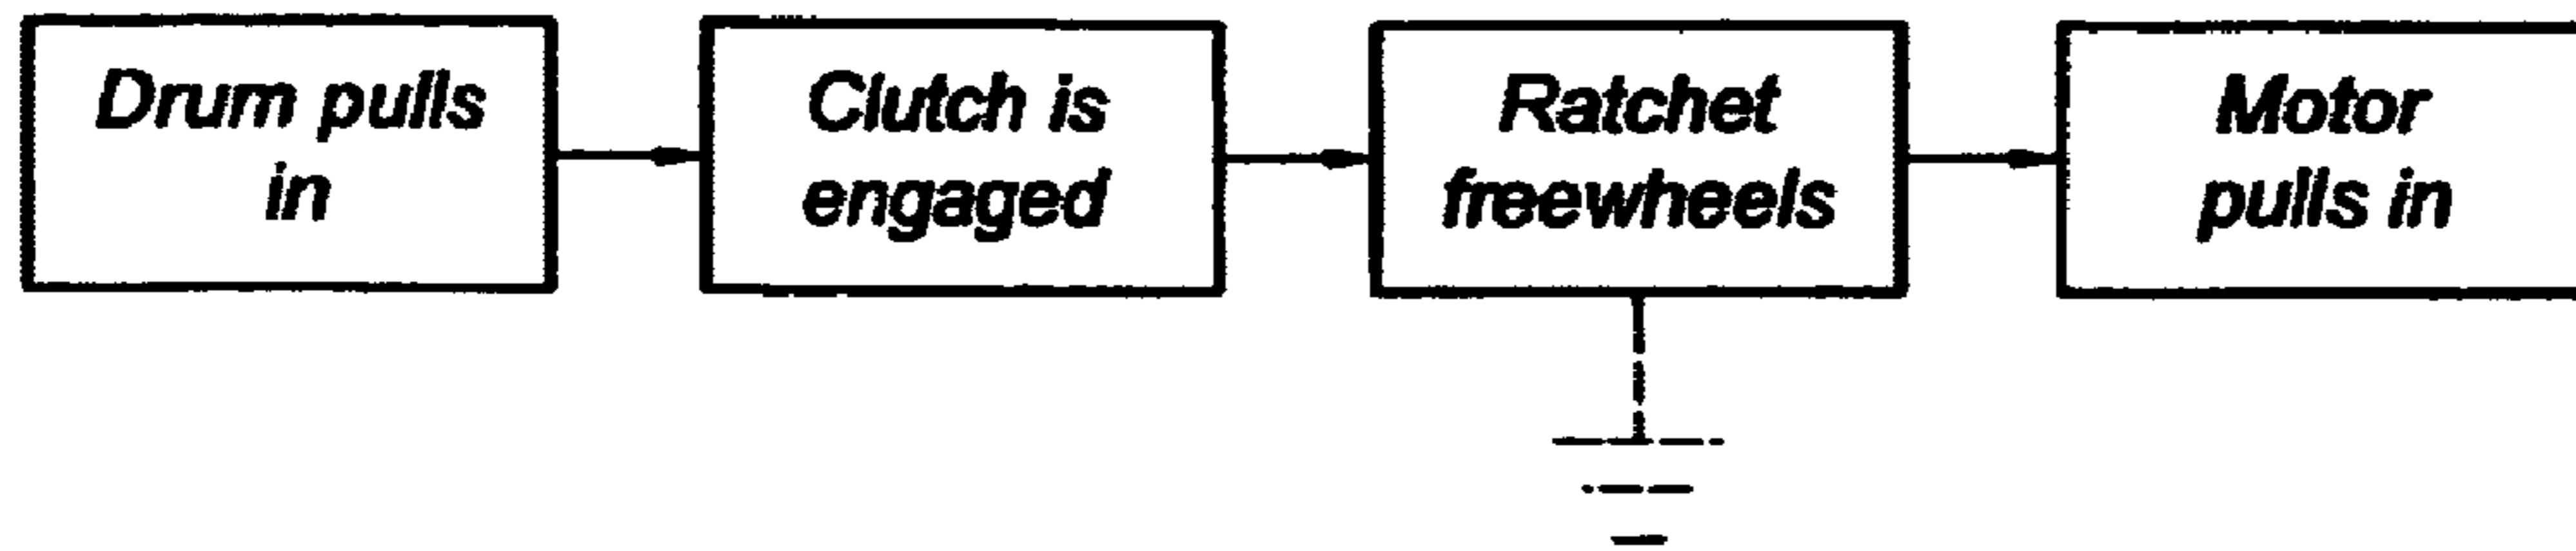 Drum pulls
in
Clutch is
engaged
Ratchet
freewheels
Motor
pulls in